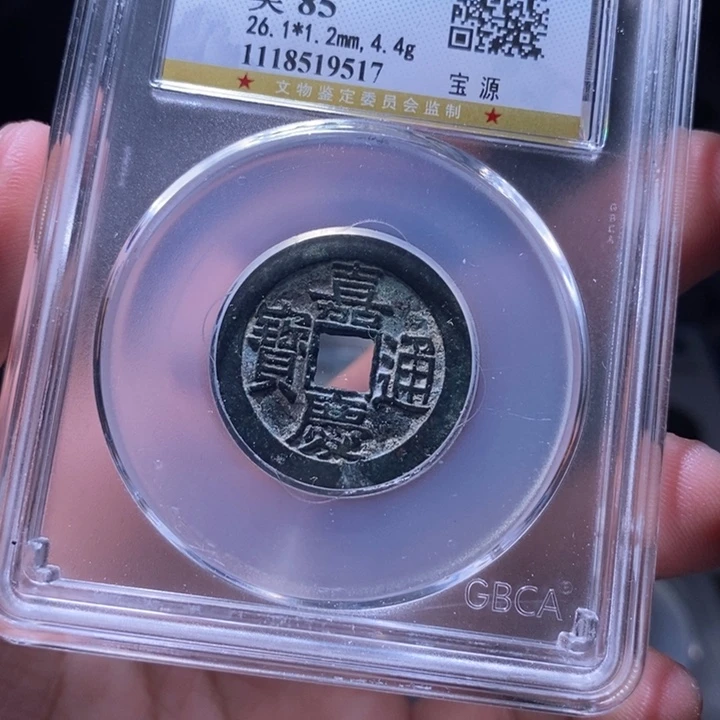 美 85
26.1*1.2mm,4.4g
1118519517
宝源
文物鉴定委员会监制
嘉慶通寶
GBCA
GBCA